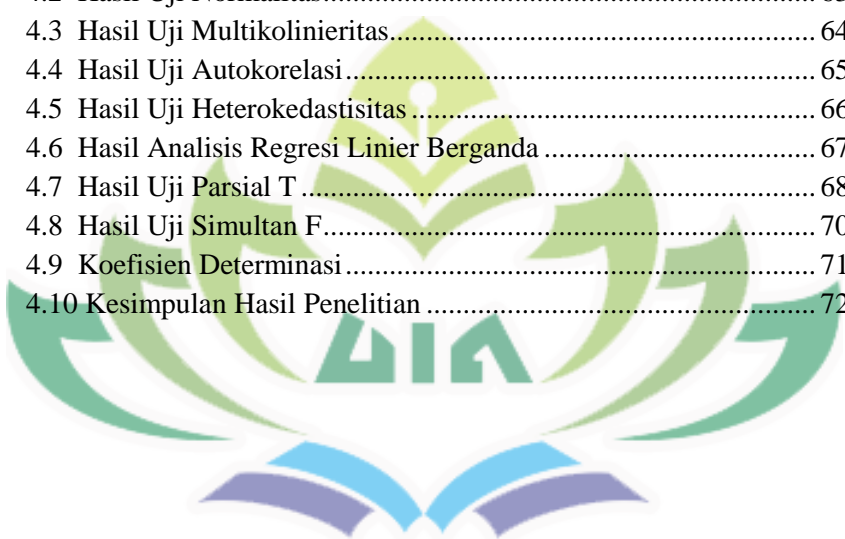 4.3 Hasil Uji Multikolinieritas.......................................................... 64
4.4 Hasil Uji Autokorelasi................................................................. 65
4.5 Hasil Uji Heterokedastisitas ....................................................... 66
4.6 Hasil Analisis Regresi Linier Berganda ..................................... 67
4.7 Hasil Uji Parsial T ...................................................................... 68
4.8 Hasil Uji Simultan F................................................................... 70
4.9 Koefisien Determinasi................................................................ 71
4.10 Kesimpulan Hasil Penelitian ..................................................... 72
UIN